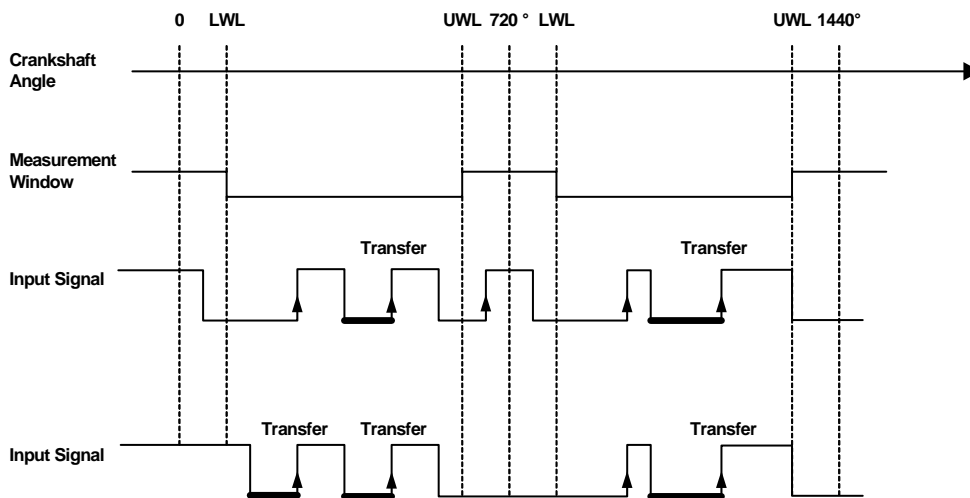 0 LWL UWL 720 ° LWL UWL 1440°
Crankshaft
Angle
Measurement
Window
Transfer Transfer
Input Signal
Transfer Transfer Transfer
Input Signal